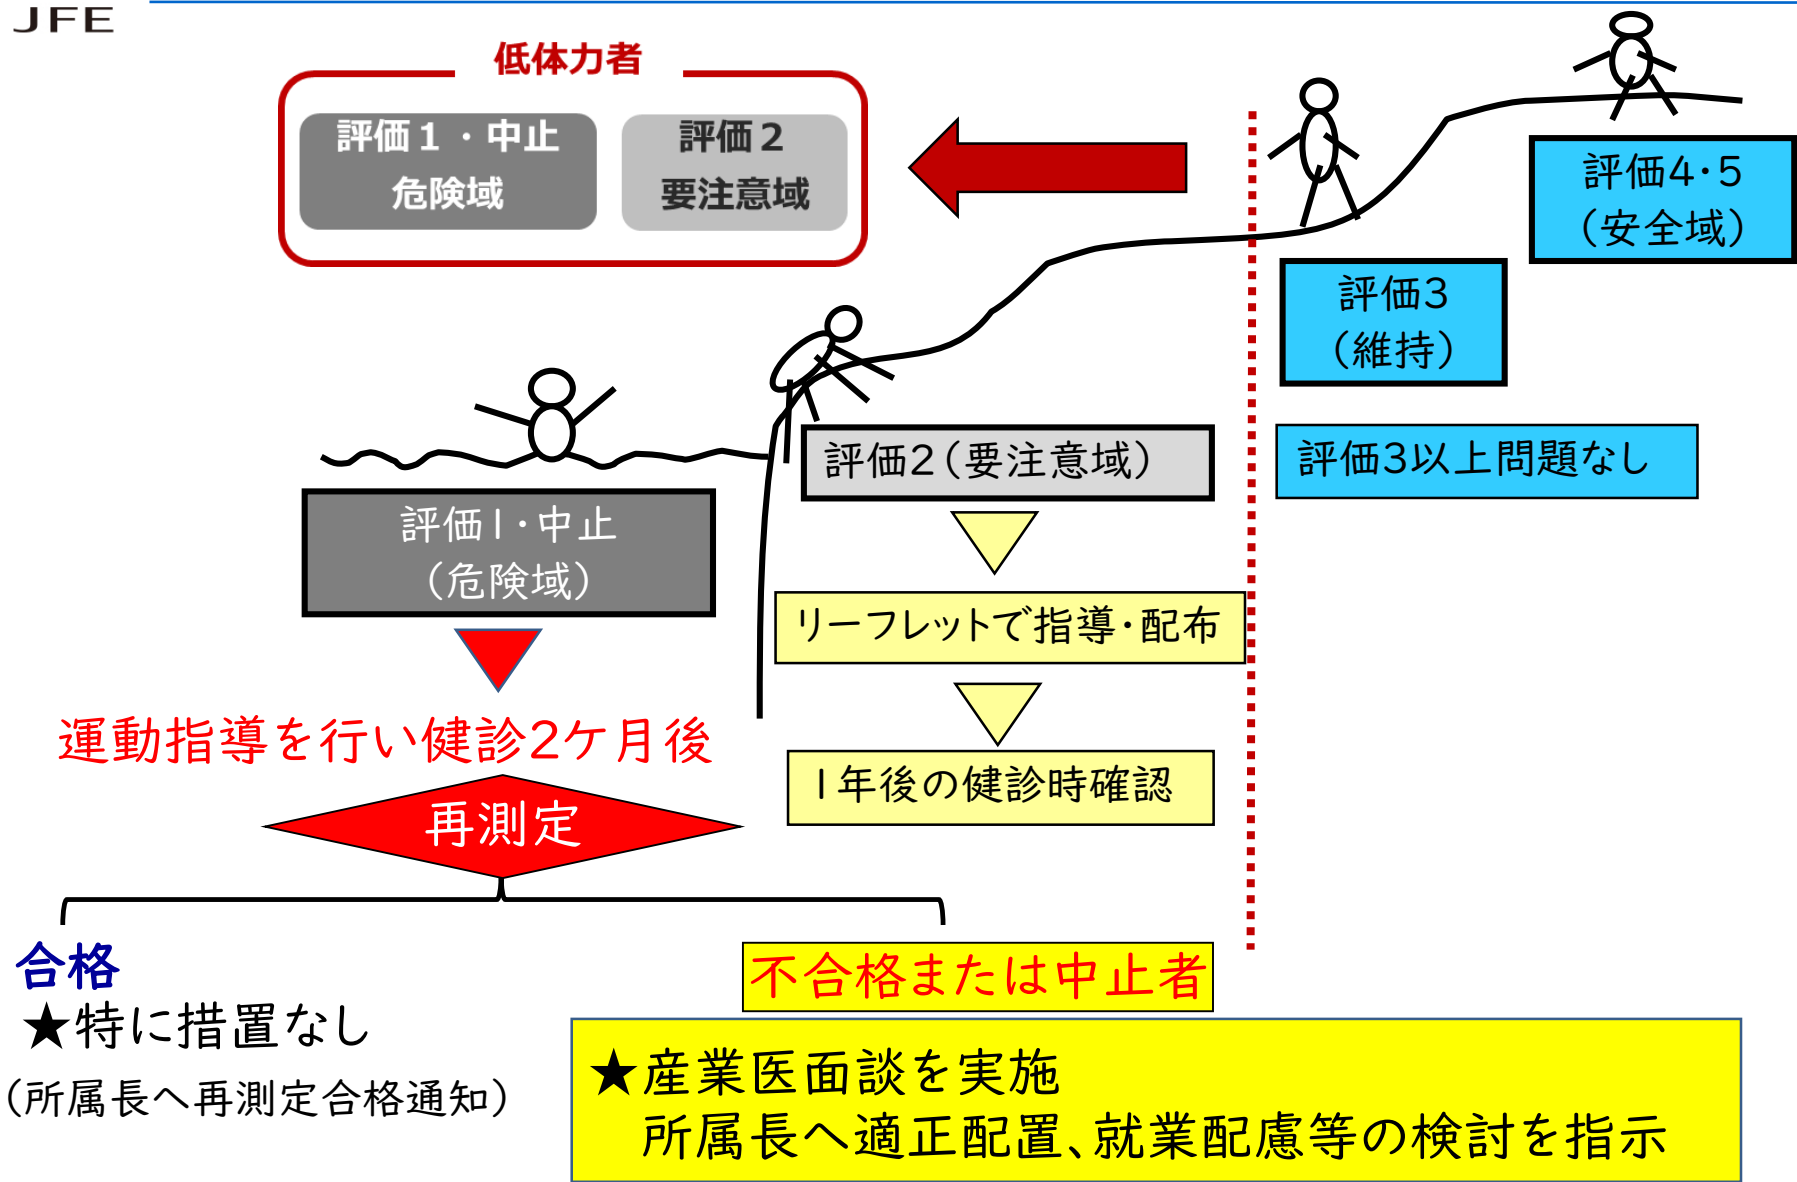 JFE
低体力者
評価１・中止
危険域
評価２
要注意域
評価4・5
（安全域）
評価3
（維持）
評価2（要注意域）
評価3以上問題なし
評価1・中止
（危険域）
リーフレットで指導・配布
運動指導を行い健診2ケ月後
1年後の健診時確認
再測定
合格
★特に措置なし
（所属長へ再測定合格通知）
不合格または中止者
★産業医面談を実施
所属長へ適正配置、就業配慮等の検討を指示